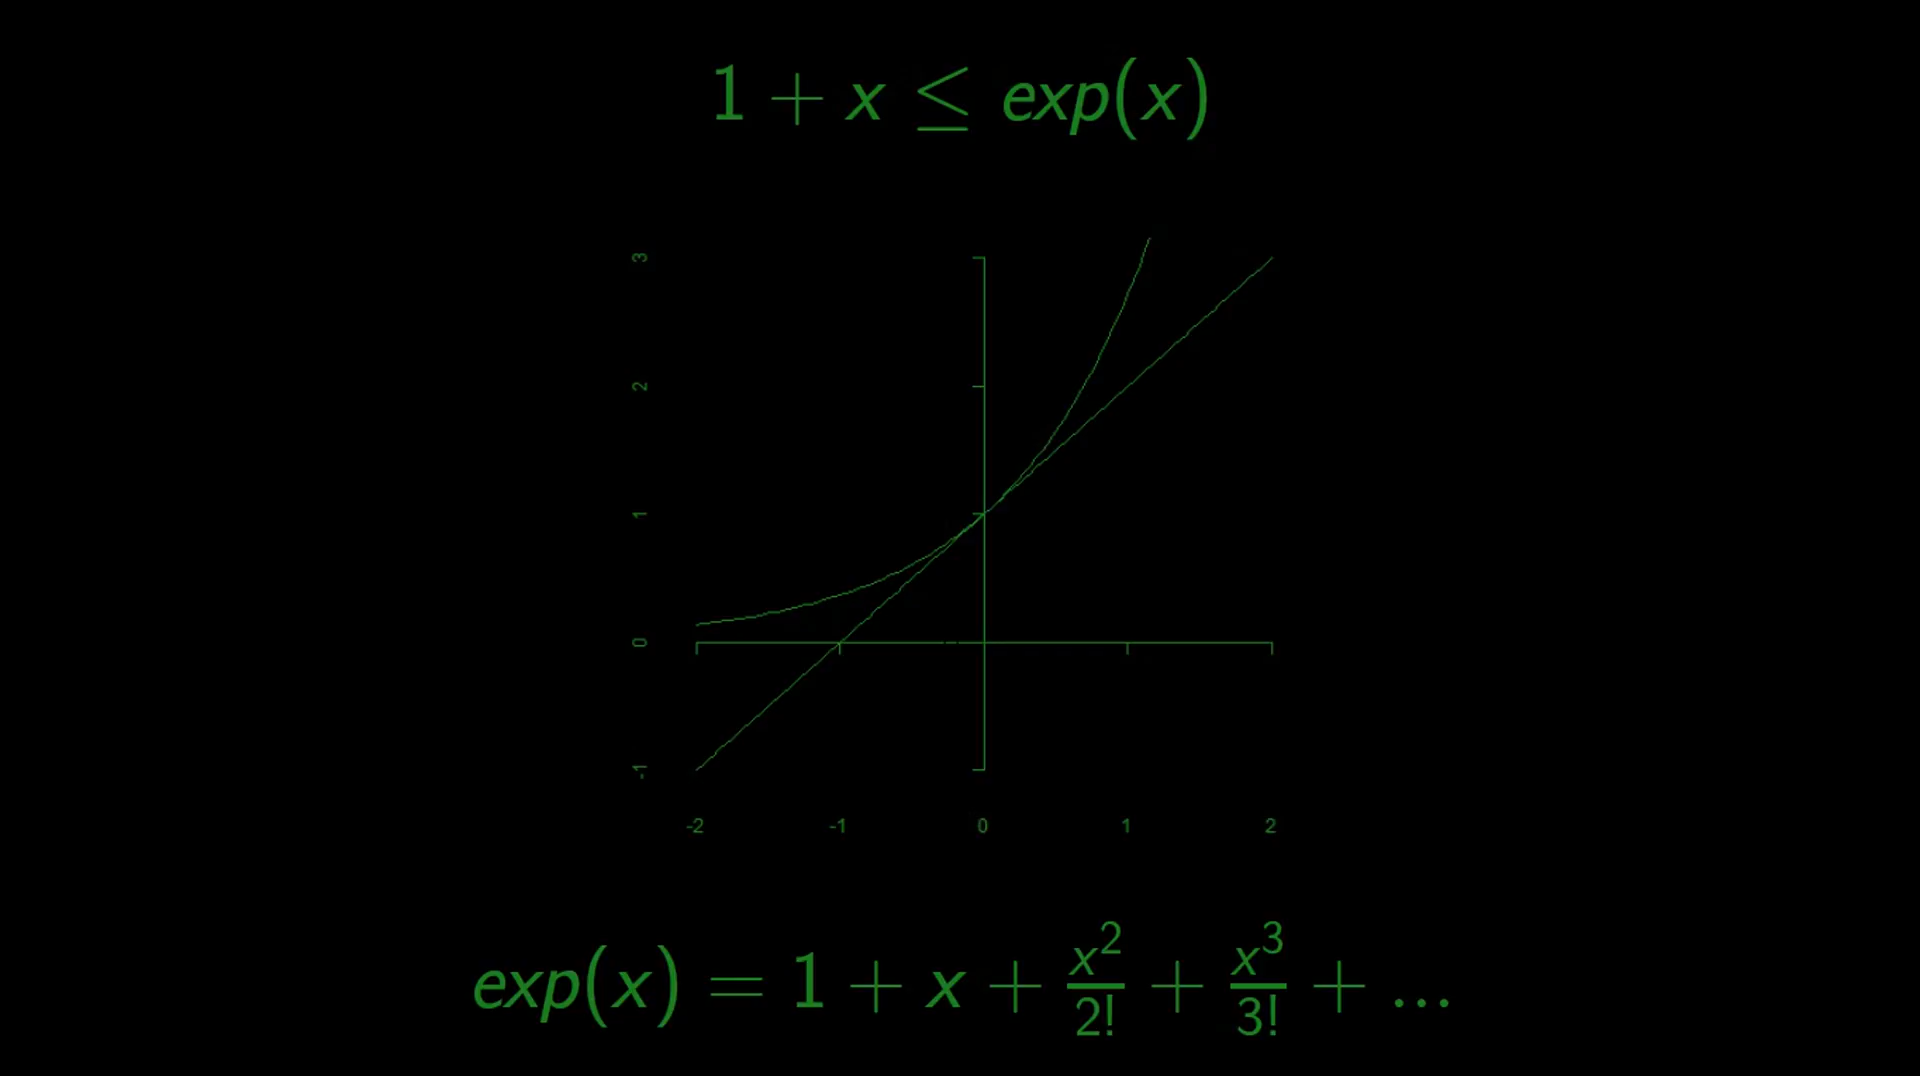 1 + x ≤ exp(x)
3
2
1
0
-1
-2 -1 0 1 2
exp(x) = 1 + x + x²/2! + x³/3! + ...